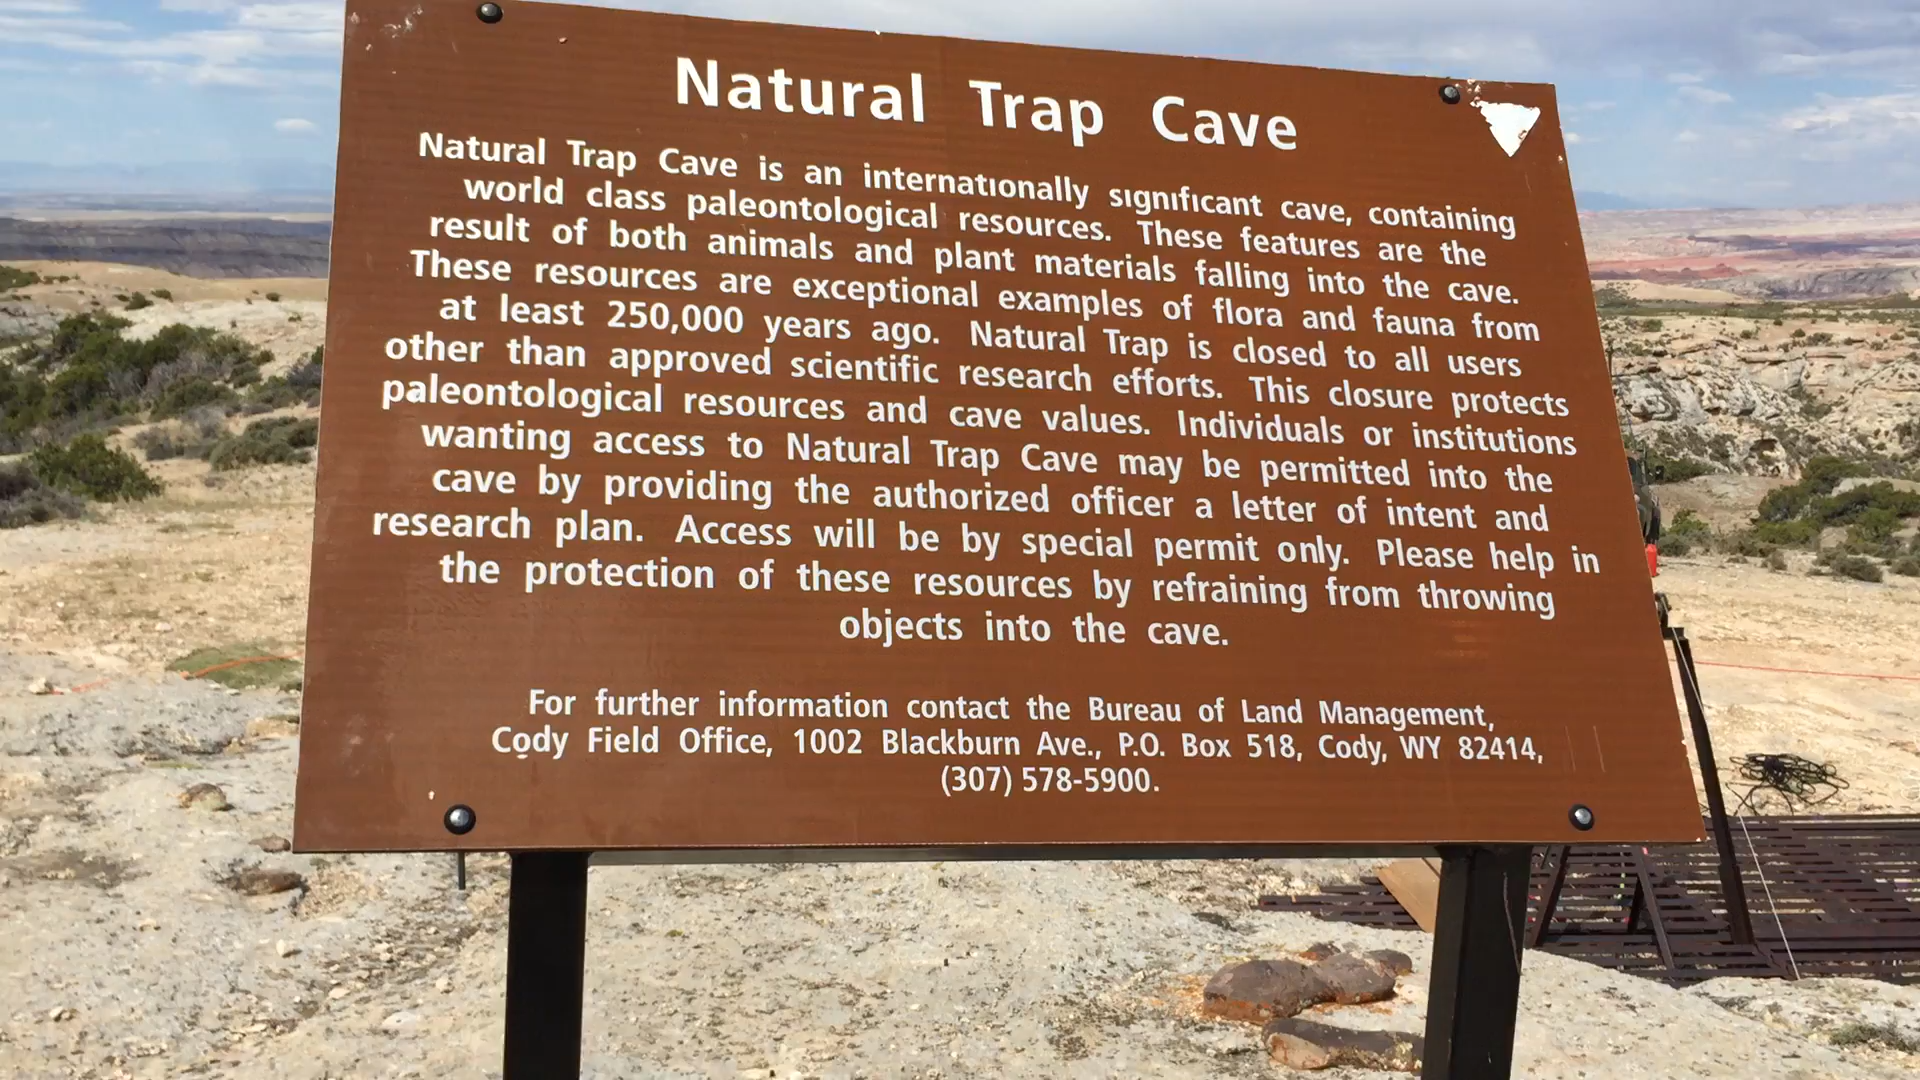 Natural Trap Cave
Natural Trap Cave is an internationally significant cave, containing
world class paleontological resources. These features are the
result of both animals and plant materials falling into the cave.
These resources are exceptional examples of flora and fauna from
at least 250,000 years ago. Natural Trap is closed to all users
other than approved scientific research efforts. This closure protects
paleontological resources and cave values. Individuals or institutions
wanting access to Natural Trap Cave may be permitted into the
cave by providing the authorized officer a letter of intent and
research plan. Access will be by special permit only. Please help in
the protection of these resources by refraining from throwing
objects into the cave.
For further information contact the Bureau of Land Management,
Cody Field Office, 1002 Blackburn Ave., P.O. Box 518, Cody, WY 82414,
(307) 578-5900.